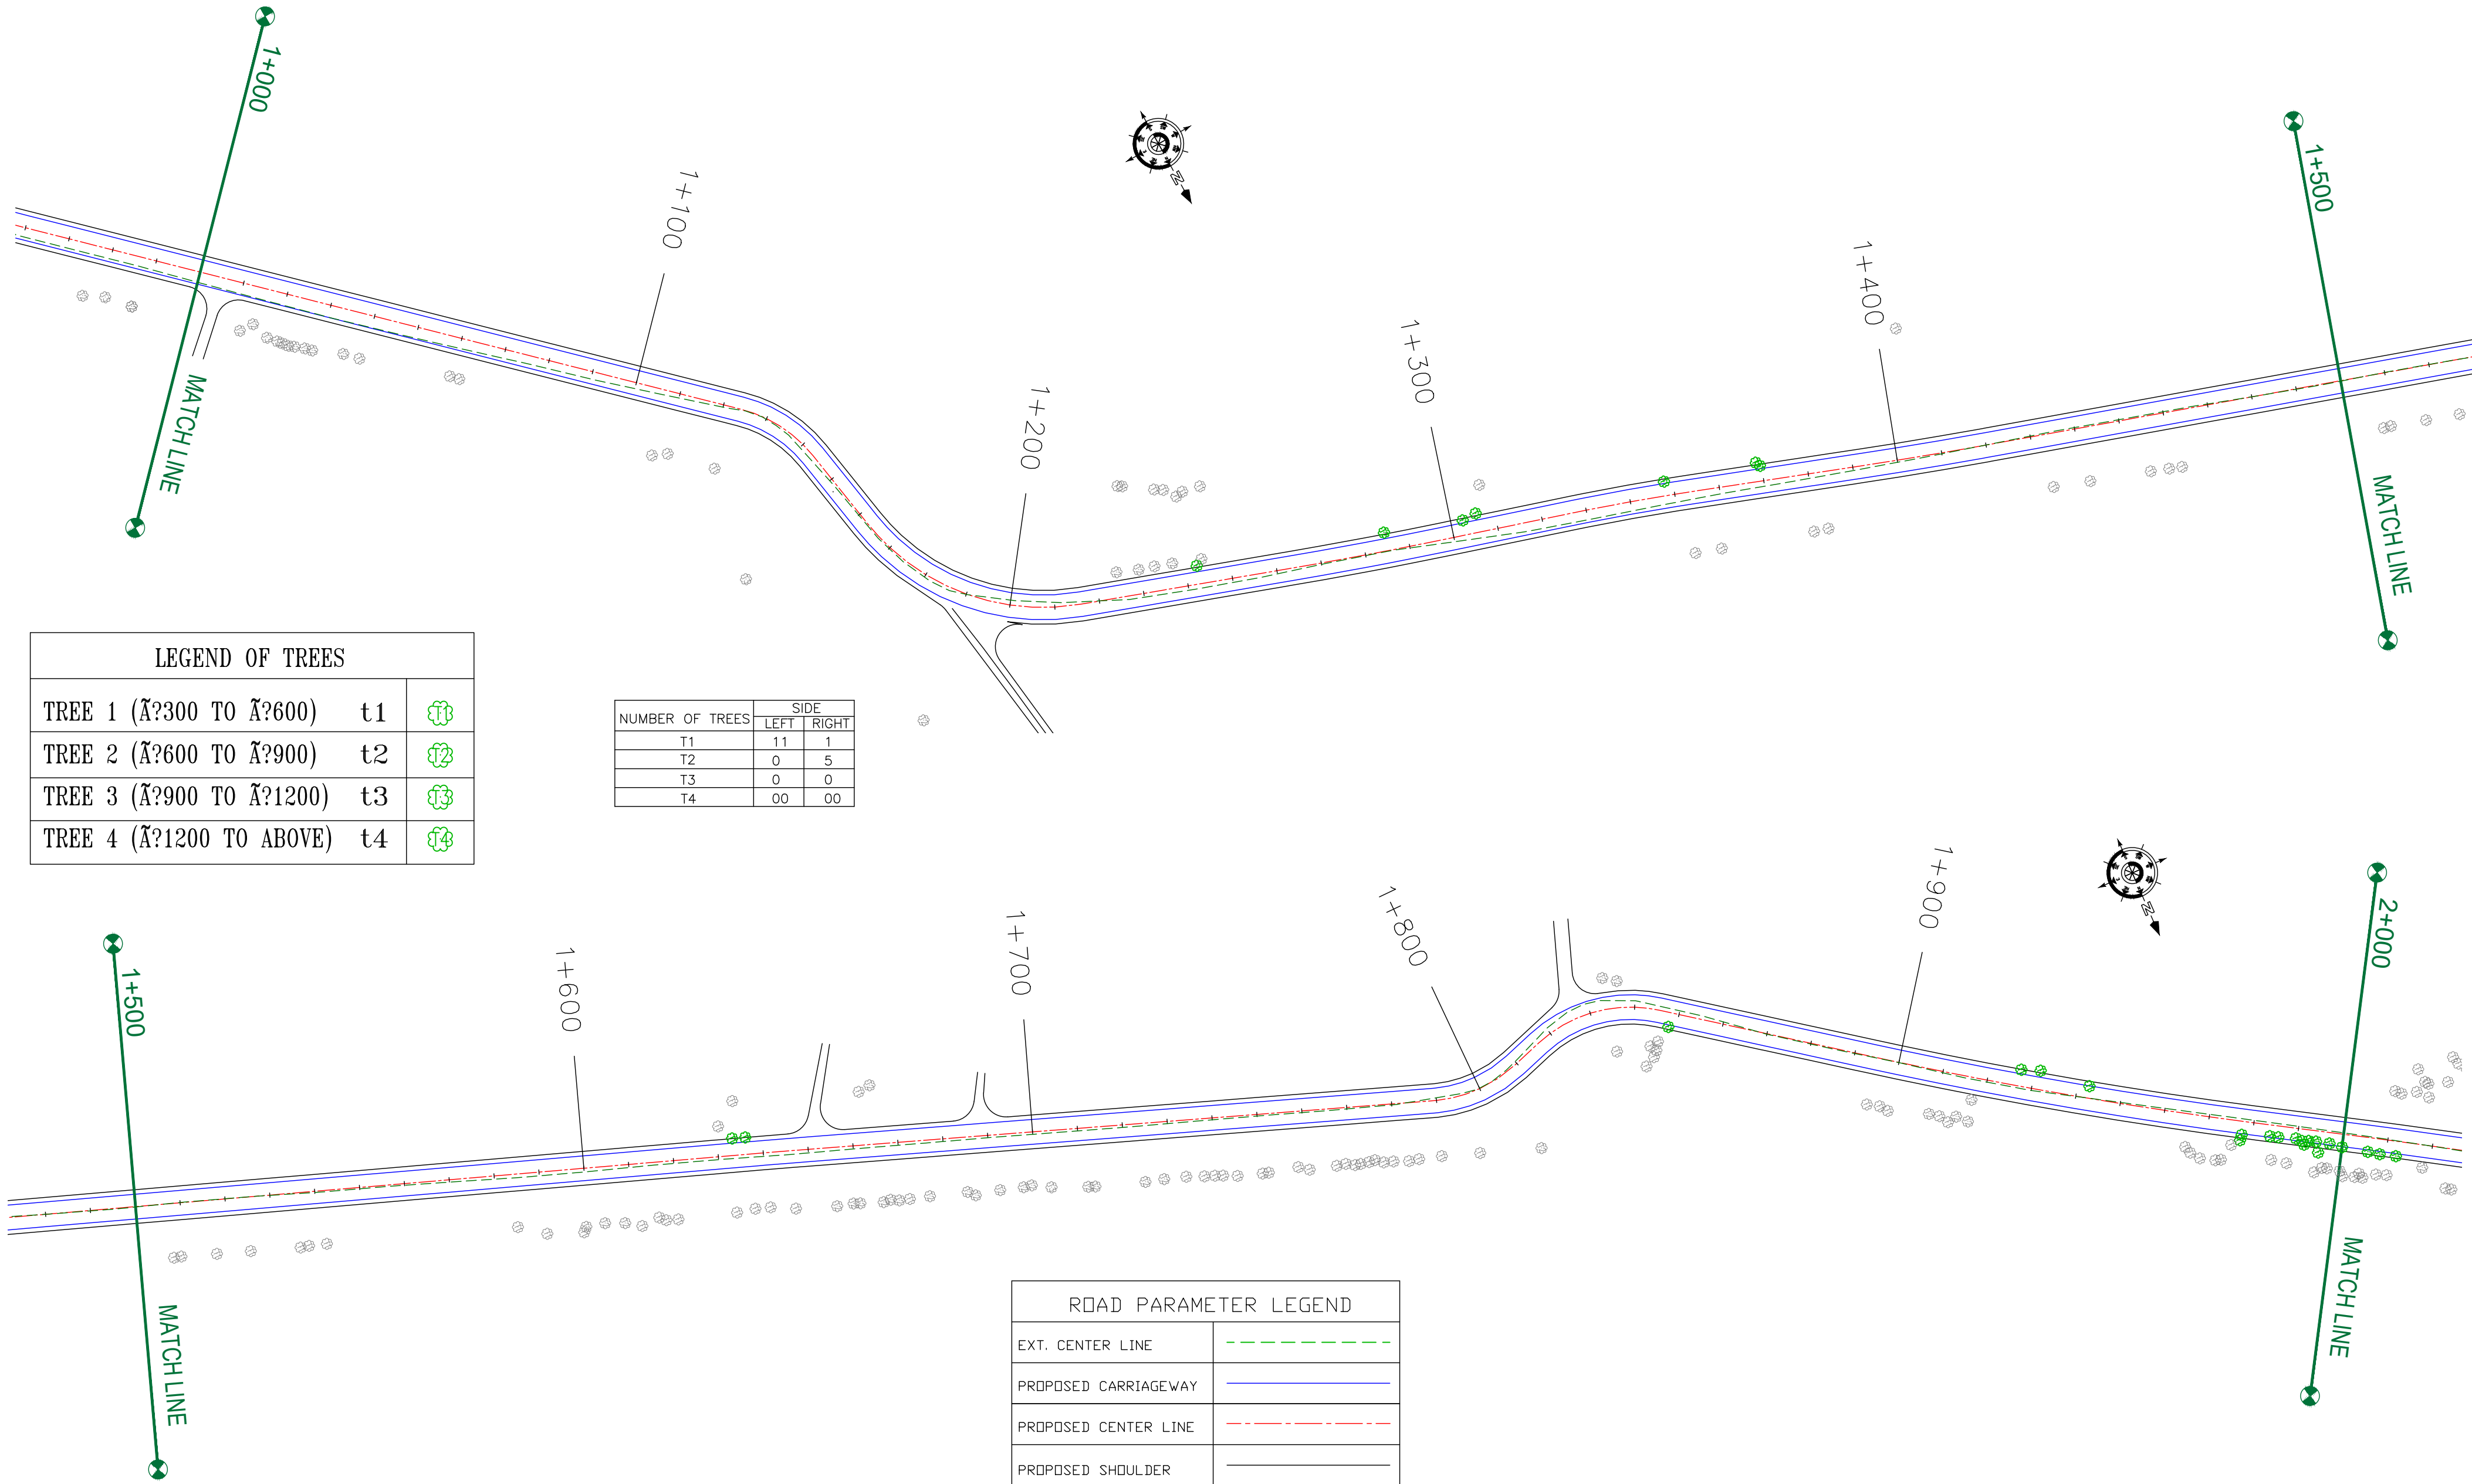 1+000
MATCH LINE
1+100
N
1+200
1+300
1+400
1+500
MATCH LINE
LEGEND OF TREES
TREE 1 (Ã?300 TO Ã?600) t1 T1
TREE 2 (Ã?600 TO Ã?900) t2 T2
TREE 3 (Ã?900 TO Ã?1200) t3 T3
TREE 4 (Ã?1200 TO ABOVE) t4 T4
NUMBER OF TREES SIDE
LEFT RIGHT
T1 11 1
T2 0 5
T3 0 0
T4 00 00
1+500
MATCH LINE
1+600
1+700
1+800
1+900
N
2+000
MATCH LINE
ROAD PARAMETER LEGEND
EXT. CENTER LINE
PROPOSED CARRIAGEWAY
PROPOSED CENTER LINE
PROPOSED SHOULDER